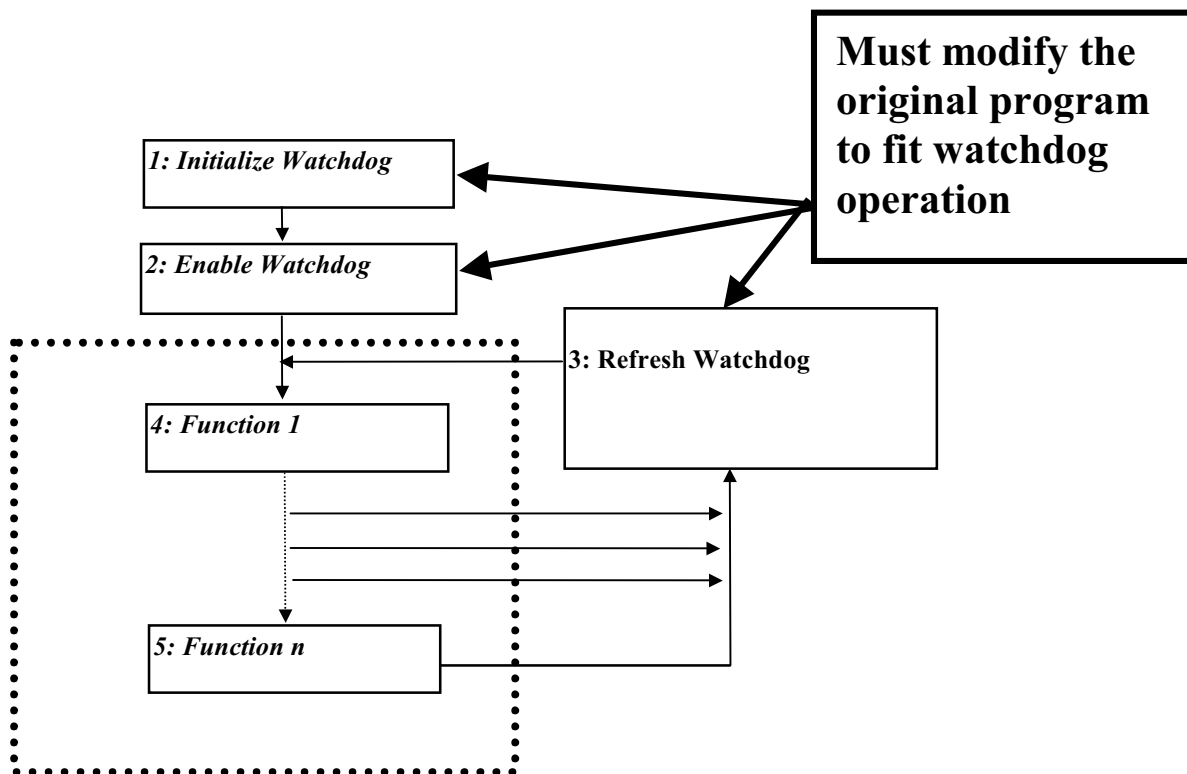 Must modify the
original program
to fit watchdog
operation
1: Initialize Watchdog
2: Enable Watchdog
3: Refresh Watchdog
4: Function 1
5: Function n